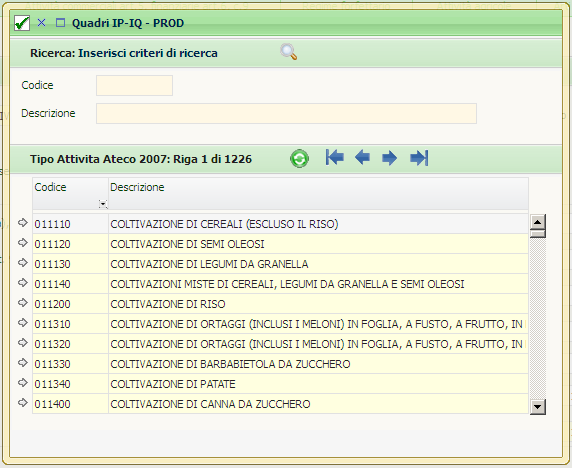 Quadri IP-IQ - PROD
Ricerca: Inserisci criteri di ricerca
Codice
Descrizione
Tipo Attivita Ateco 2007: Riga 1 di 1226
Codice Descrizione
011110 COLTIVAZIONE DI CEREALI (ESCLUSO IL RISO)
011120 COLTIVAZIONE DI SEMI OLEOSI
011130 COLTIVAZIONE DI LEGUMI DA GRANELLA
011140 COLTIVAZIONI MISTE DI CEREALI, LEGUMI DA GRANELLA E SEMI OLEOSI
011200 COLTIVAZIONE DI RISO
011310 COLTIVAZIONE DI ORTAGGI (INCLUSI I MELONI) IN FOGLIA, A FUSTO, A FRUTTO, IN
011320 COLTIVAZIONE DI ORTAGGI (INCLUSI I MELONI) IN FOGLIA, A FUSTO, A FRUTTO, IN
011330 COLTIVAZIONE DI BARBABIETOLA DA ZUCCHERO
011340 COLTIVAZIONE DI PATATE
011400 COLTIVAZIONE DI CANNA DA ZUCCHERO